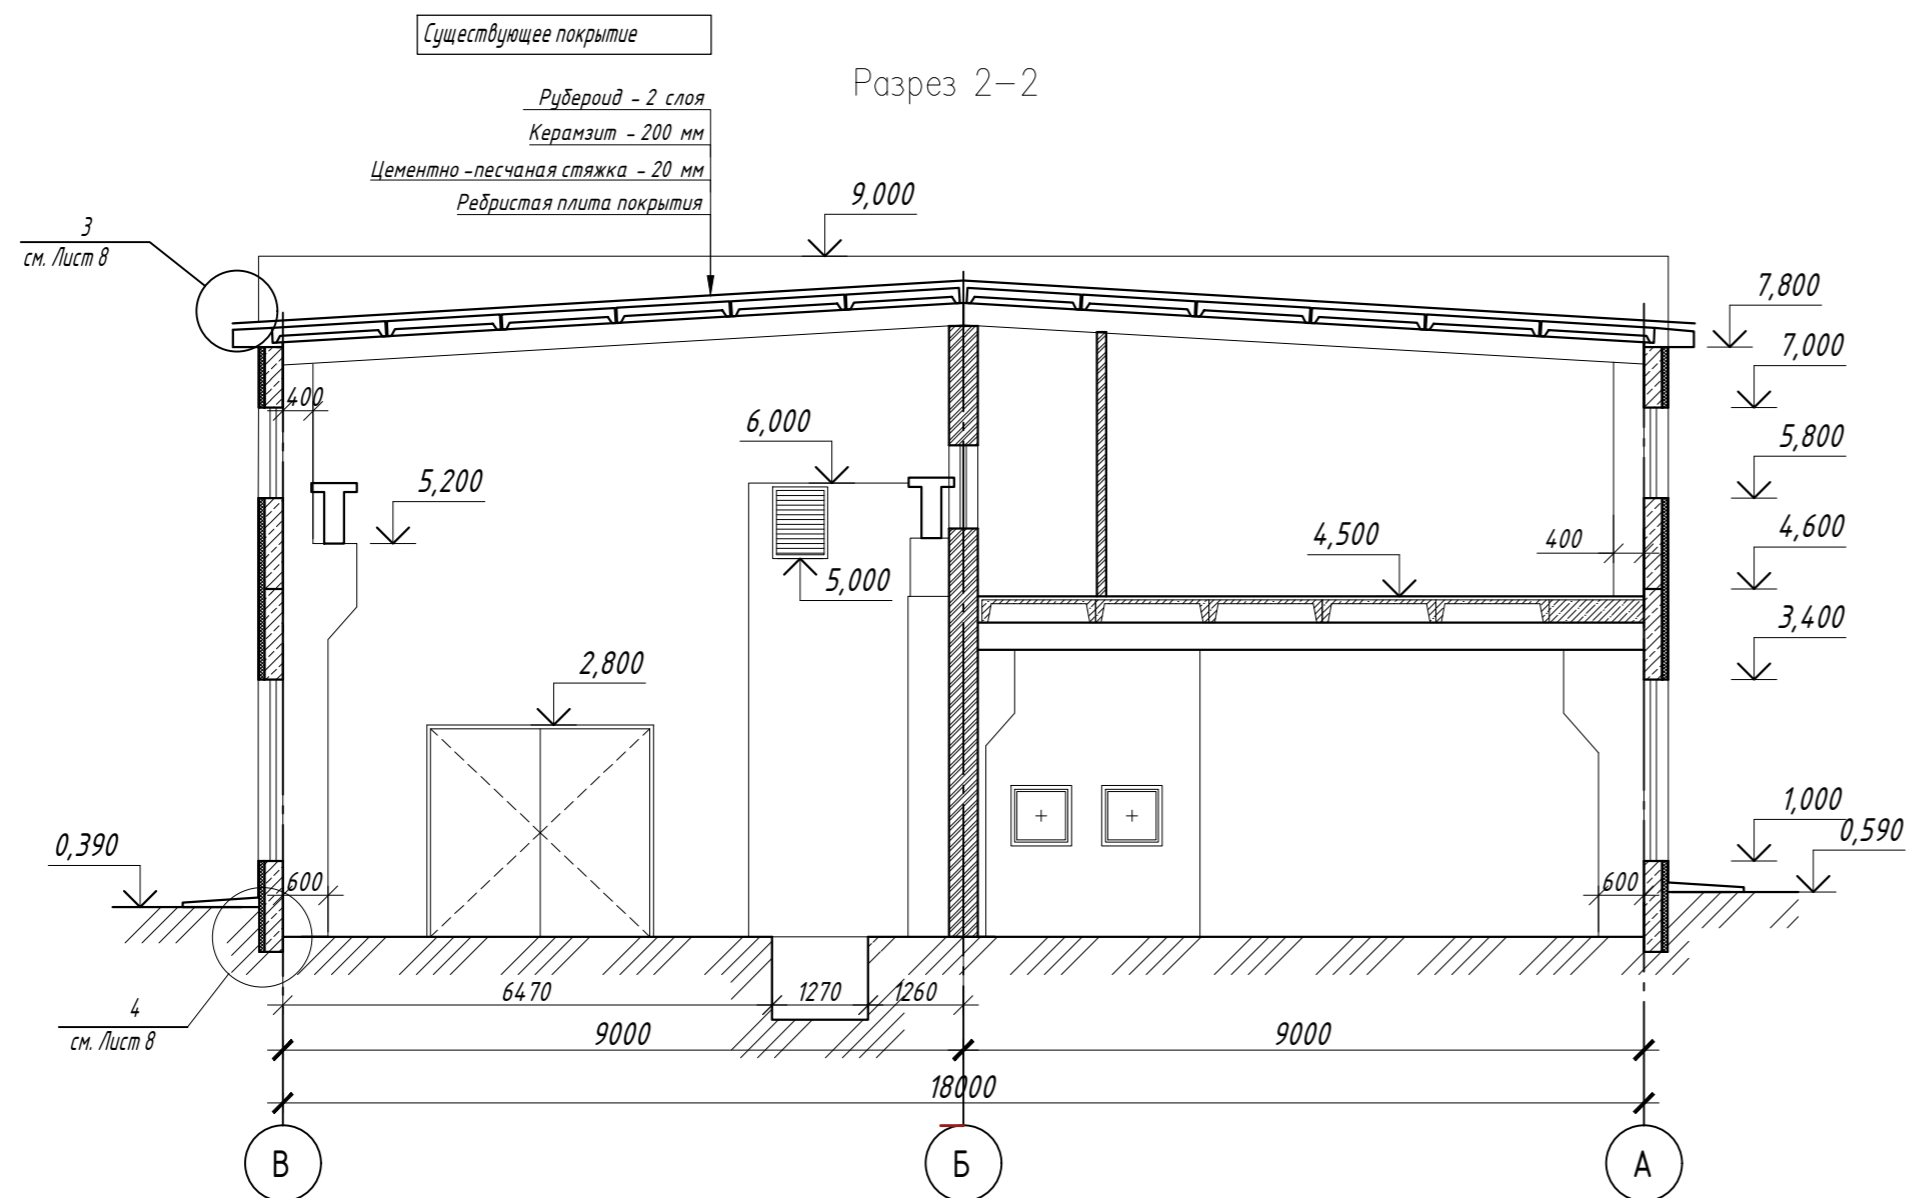 Существующее покрытие
Разрез 2-2
Рубероид - 2 слоя
Керамзит - 200 мм
Цементно-песчаная стяжка - 20 мм
Ребристая плита покрытия
9,000
3
см. Лист 8
7,800
7,000
400
6,000
5,800
5,200
4,500
400
4,600
5,000
3,400
2,800
1,000
0,590
0,390
600
600
6470
1270
1260
4
см. Лист 8
9000
9000
18000
В
Б
А